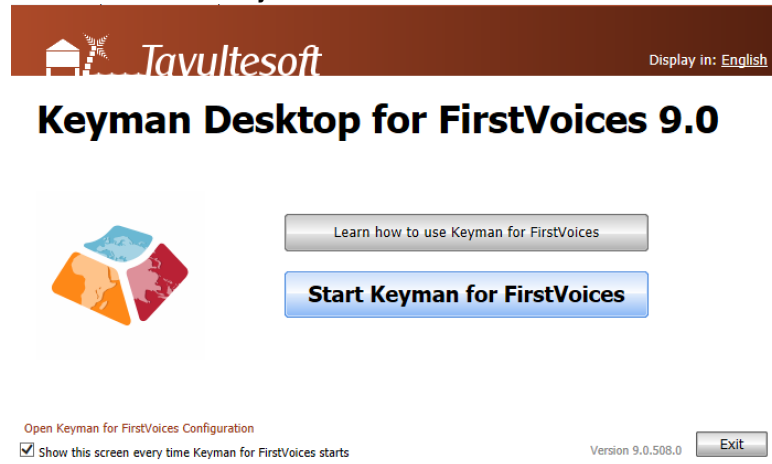 Tavultesoft
Display in: English
Keyman Desktop for FirstVoices 9.0
Learn how to use Keyman for FirstVoices
Start Keyman for FirstVoices
Open Keyman for FirstVoices Configuration
Show this screen every time Keyman for FirstVoices starts
Version 9.0.508.0
Exit